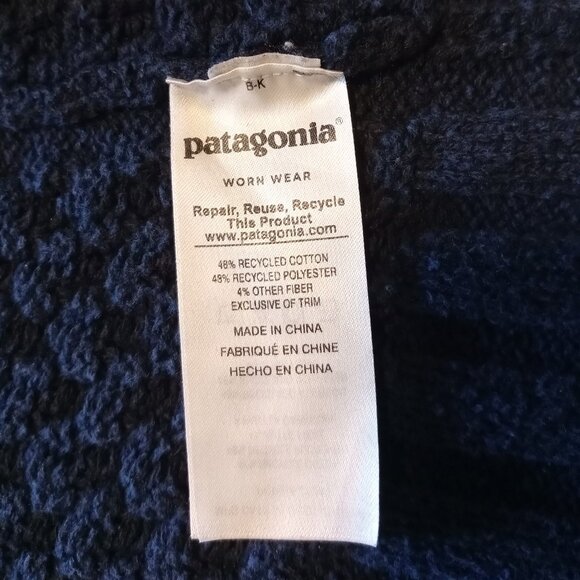 B-K
patagonia®
WORN WEAR
Repair, Reuse, Recycle
This Product
www.patagonia.com
48% RECYCLED COTTON
48% RECYCLED POLYESTER
4% OTHER FIBER
EXCLUSIVE OF TRIM
MADE IN CHINA
FABRIQUÉ EN CHINE
HECHO EN CHINA